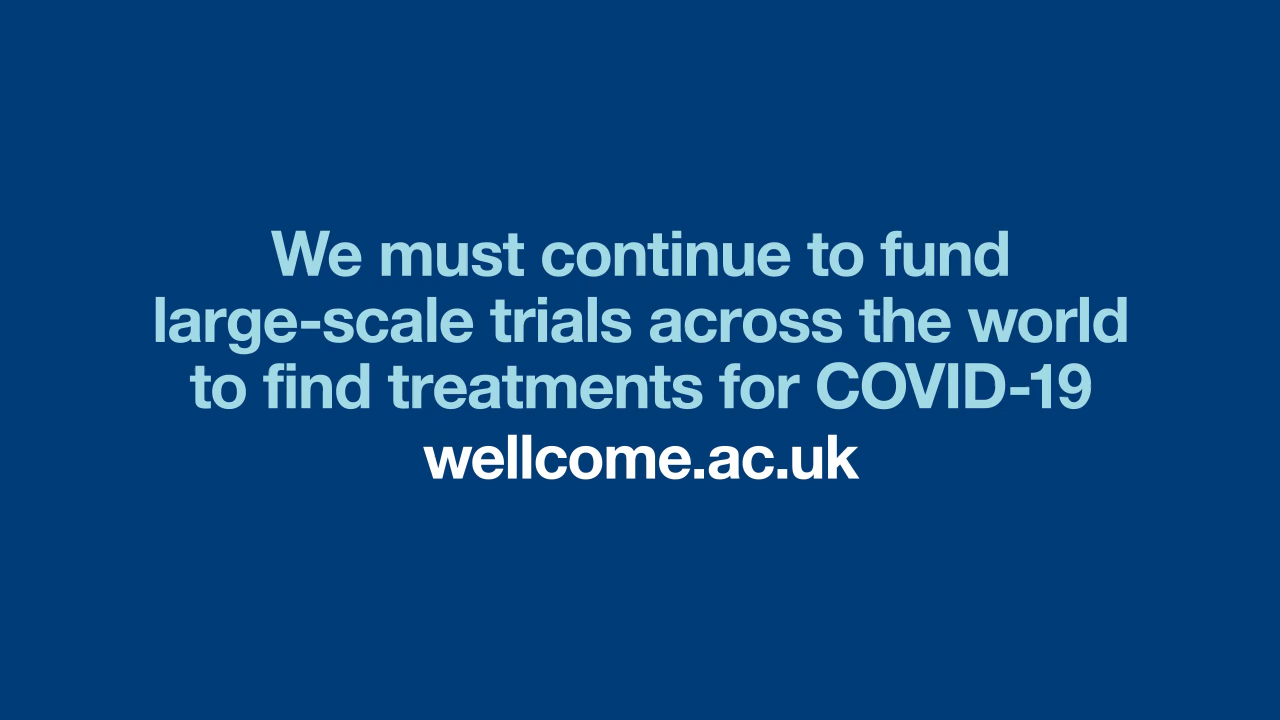 We must continue to fund
large-scale trials across the world
to find treatments for COVID-19
wellcome.ac.uk